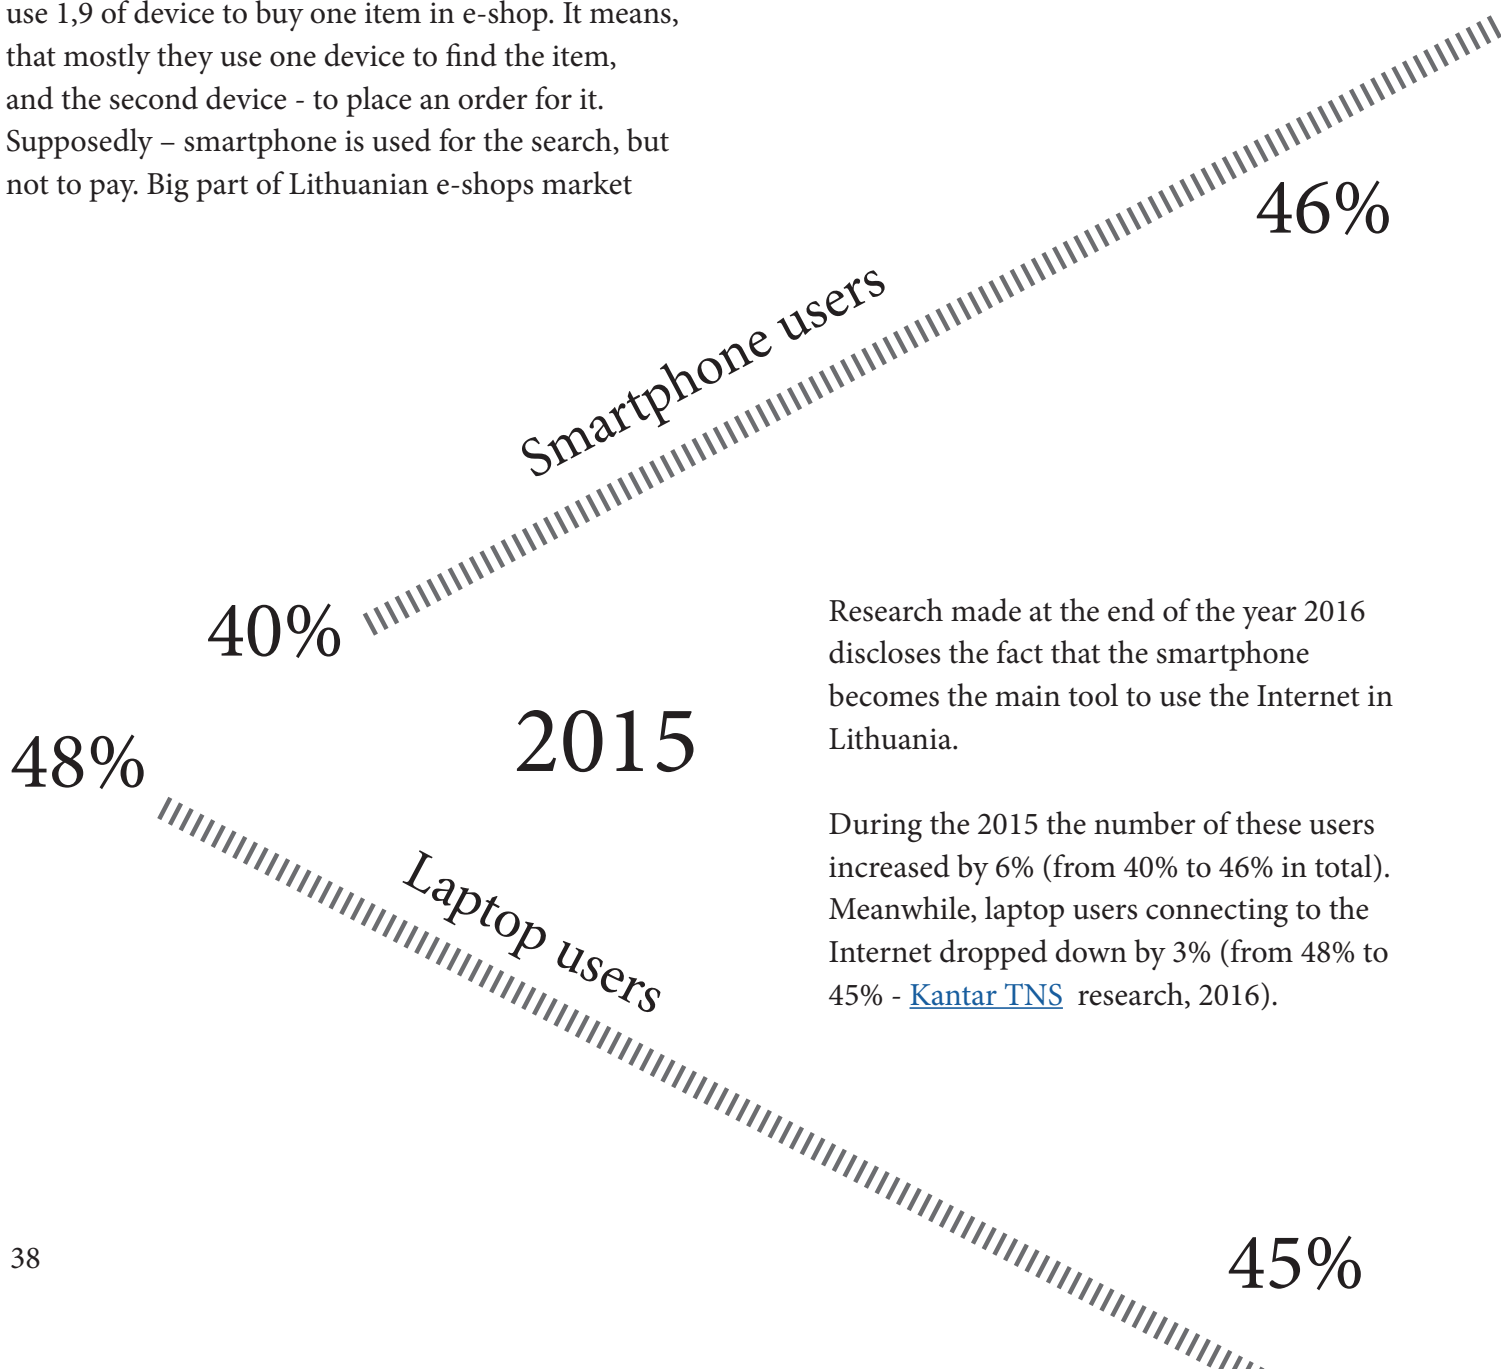 use 1,9 of device to buy one item in e-shop. It means,
that mostly they use one device to find the item,
and the second device - to place an order for it.
Supposedly – smartphone is used for the search, but
not to pay. Big part of Lithuanian e-shops market
46%
Smartphone users
40%
2015
48%
Laptop users
Research made at the end of the year 2016
discloses the fact that the smartphone
becomes the main tool to use the Internet in
Lithuania.
During the 2015 the number of these users
increased by 6% (from 40% to 46% in total).
Meanwhile, laptop users connecting to the
Internet dropped down by 3% (from 48% to
45% - Kantar TNS research, 2016).
45%
38